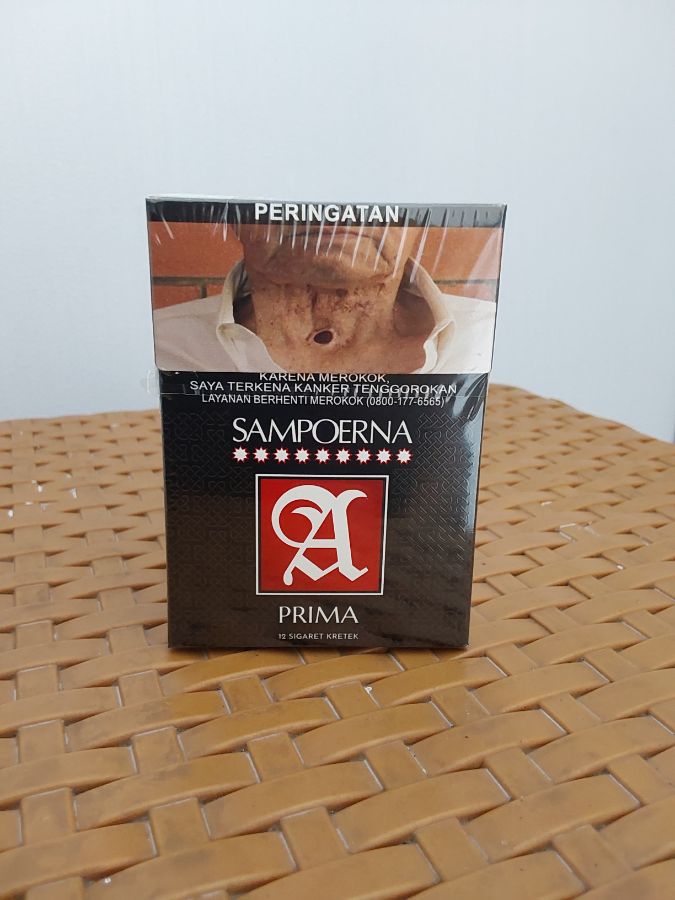 PERINGATAN
KARENA MEROKOK,
SAYA TERKENA KANKER TENGGOROKAN
LAYANAN BERHENTI MEROKOK (0800-177-6565)
SAMPOERNA
A
PRIMA
12 SIGARET KRETEK